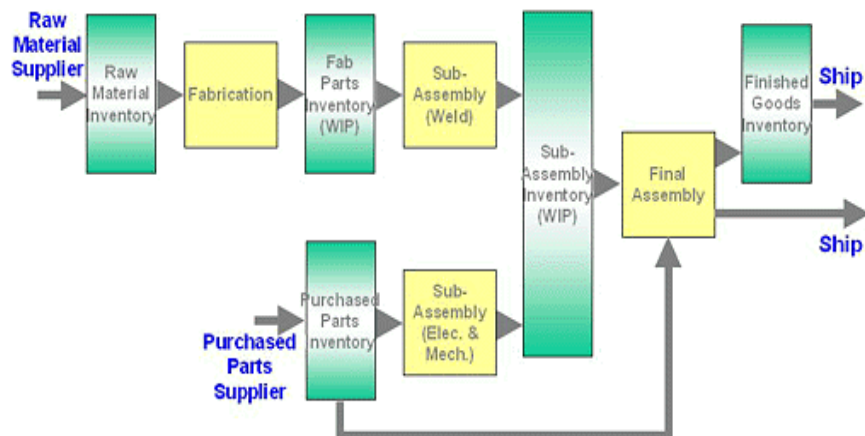 Raw
Material
Supplier
Raw
Material
Inventory
Fabrication
Fab
Parts
Inventory
(WIP)
Sub-
Assembly
(Weld)
Sub-
Assembly
Inventory
(WIP)
Final
Assembly
Finished
Goods
Inventory
Ship
Ship
Purchased
Parts
Supplier
Purchased
Parts
Inventory
Sub-
Assembly
(Elec. &
Mech.)